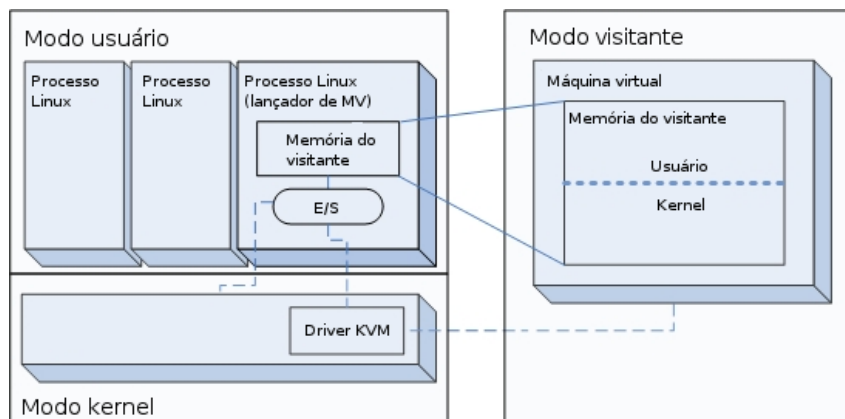 Modo usuário
Processo
Linux
Processo
Linux
Processo Linux
(lançador de MV)
Memória do
visitante
E/S
Driver KVM
Modo kernel
Modo visitante
Máquina virtual
Memória do visitante
Usuário
Kernel